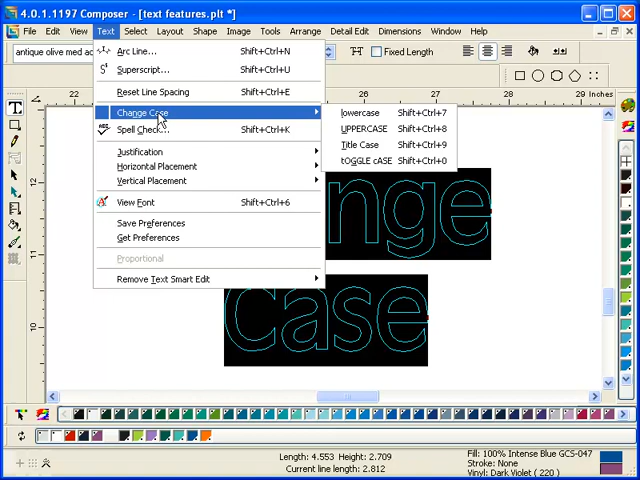 4.0.1.1197 Composer - [text features.plt *]
File Edit View Text Select Layout Shape Image Tools Arrange Detail Edit Dimensions Window Help
antique olive med ac
Fixed Length
Arc Line... Shift+Ctrl+N
Superscript... Shift+Ctrl+U
Reset Line Spacing Shift+Ctrl+E
Change Case
Spell Check... Shift+Ctrl+K
Justification
Horizontal Placement
Vertical Placement
View Font Shift+Ctrl+6
Save Preferences
Get Preferences
Proportional
Remove Text Smart Edit
lowercase Shift+Ctrl+7
UPPERCASE Shift+Ctrl+8
Title Case Shift+Ctrl+9
tOGGLE cASE Shift+Ctrl+0
22 29 Inches
12
11
10
nge
Case
Length: 4.553 Height: 2.709
Current line length: 2.812
Fill: 100% Intense Blue GCS-047
Stroke: None
Vinyl: Dark Violet ( 220 )